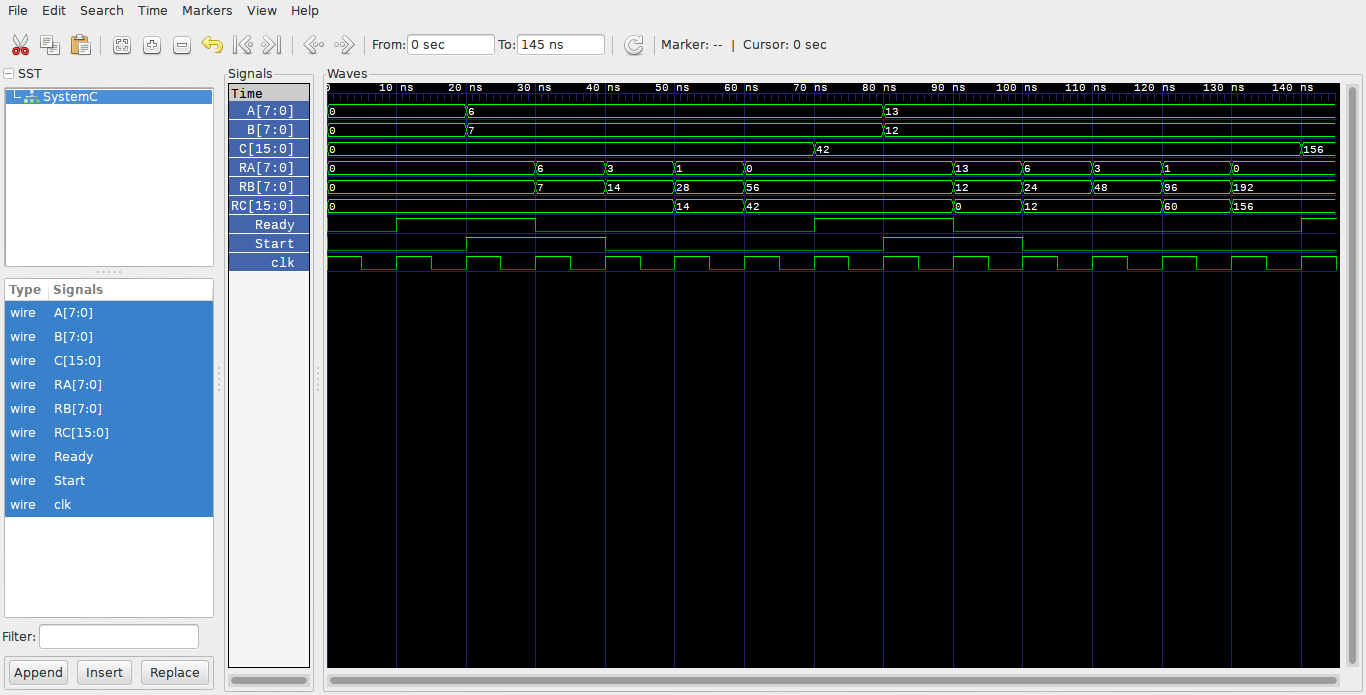 File Edit Search Time Markers View Help
From: 0 sec To: 145 ns Marker: -- | Cursor: 0 sec
SST
SystemC
Type Signals
wire A[7:0]
wire B[7:0]
wire C[15:0]
wire RA[7:0]
wire RB[7:0]
wire RC[15:0]
wire Ready
wire Start
wire clk
Filter:
Append Insert Replace
Signals
Time
A[7:0]
B[7:0]
C[15:0]
RA[7:0]
RB[7:0]
RC[15:0]
Ready
Start
clk
Waves
0 10 ns 20 ns 30 ns 40 ns 50 ns 60 ns 70 ns 80 ns 90 ns 100 ns 110 ns 120 ns 130 ns 140 ns
0 6 13
0 7 12
0 42 156
0 6 3 1 0 13 6 3 1 0
0 7 14 28 56 12 24 48 96 192
0 14 42 0 12 60 156